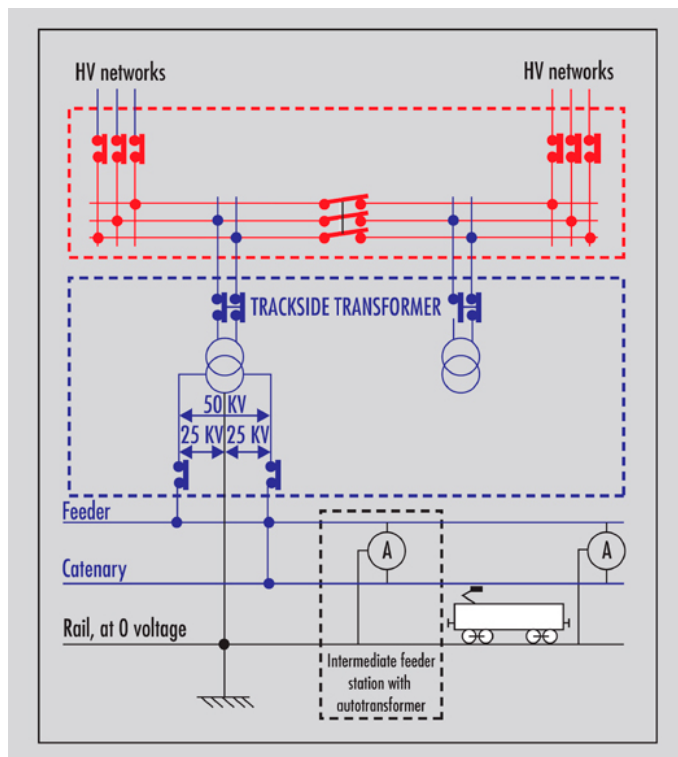 HV networks
HV networks
TRACKSIDE TRANSFORMER
50 KV
25 KV
25 KV
Feeder
A
A
Catenary
Rail, at 0 voltage
Intermediate feeder
station with
autotransformer